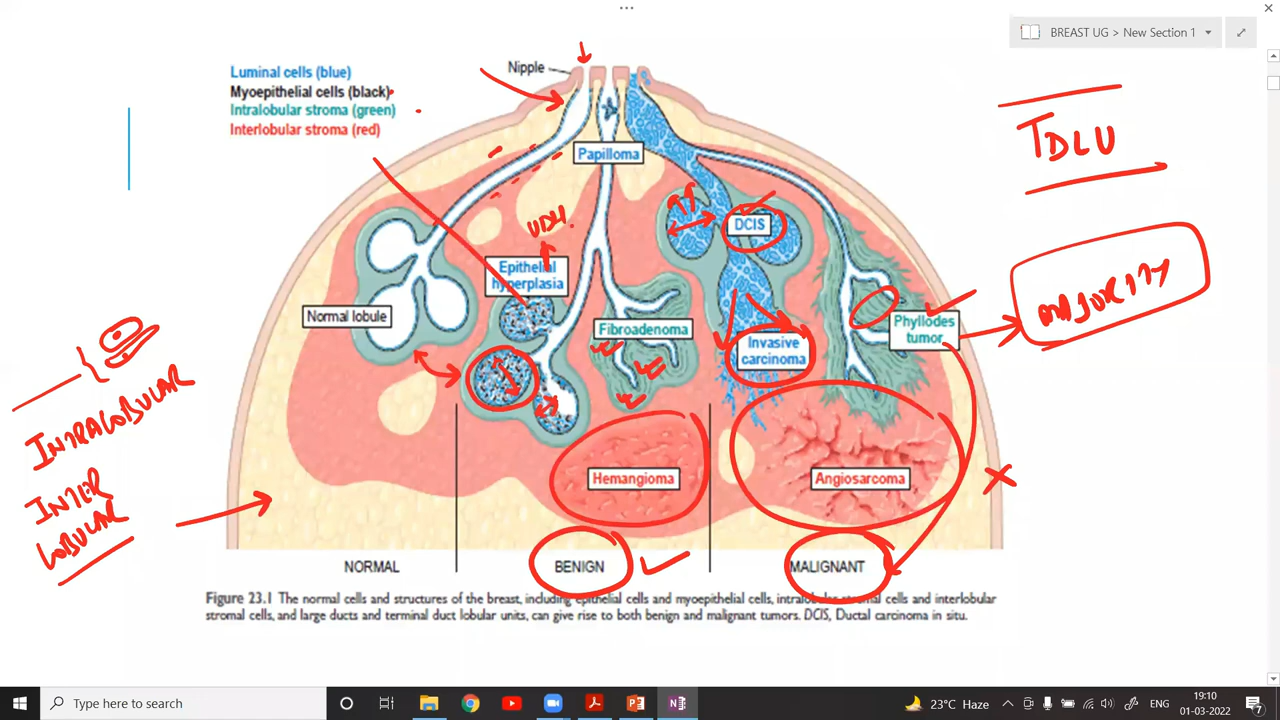 BREAST UG > New Section 1
Luminal cells (blue)
Myoepithelial cells (black)
Intralobular stroma (green)
Interlobular stroma (red)
Nipple
TDLU
Papilloma
UDH.
DCIS
Epithelial
hyperplasia
MAJORITY
Normal lobule
Fibroadenoma
Phyllodes
tumor
Invasive
carcinoma
INTRALOBULAR
INTER
LOBULAR
Hemangioma
Angiosarcoma
NORMAL
BENIGN
MALIGNANT
Figure 23.1 The normal cells and structures of the breast, including epithelial cells and myoepithelial cells, intralobular stromal cells and interlobular
stromal cells, and large ducts and terminal duct lobular units, can give rise to both benign and malignant tumors. DCIS, Ductal carcinoma in situ.
Type here to search
23°C Haze
ENG
19:10
01-03-2022
7